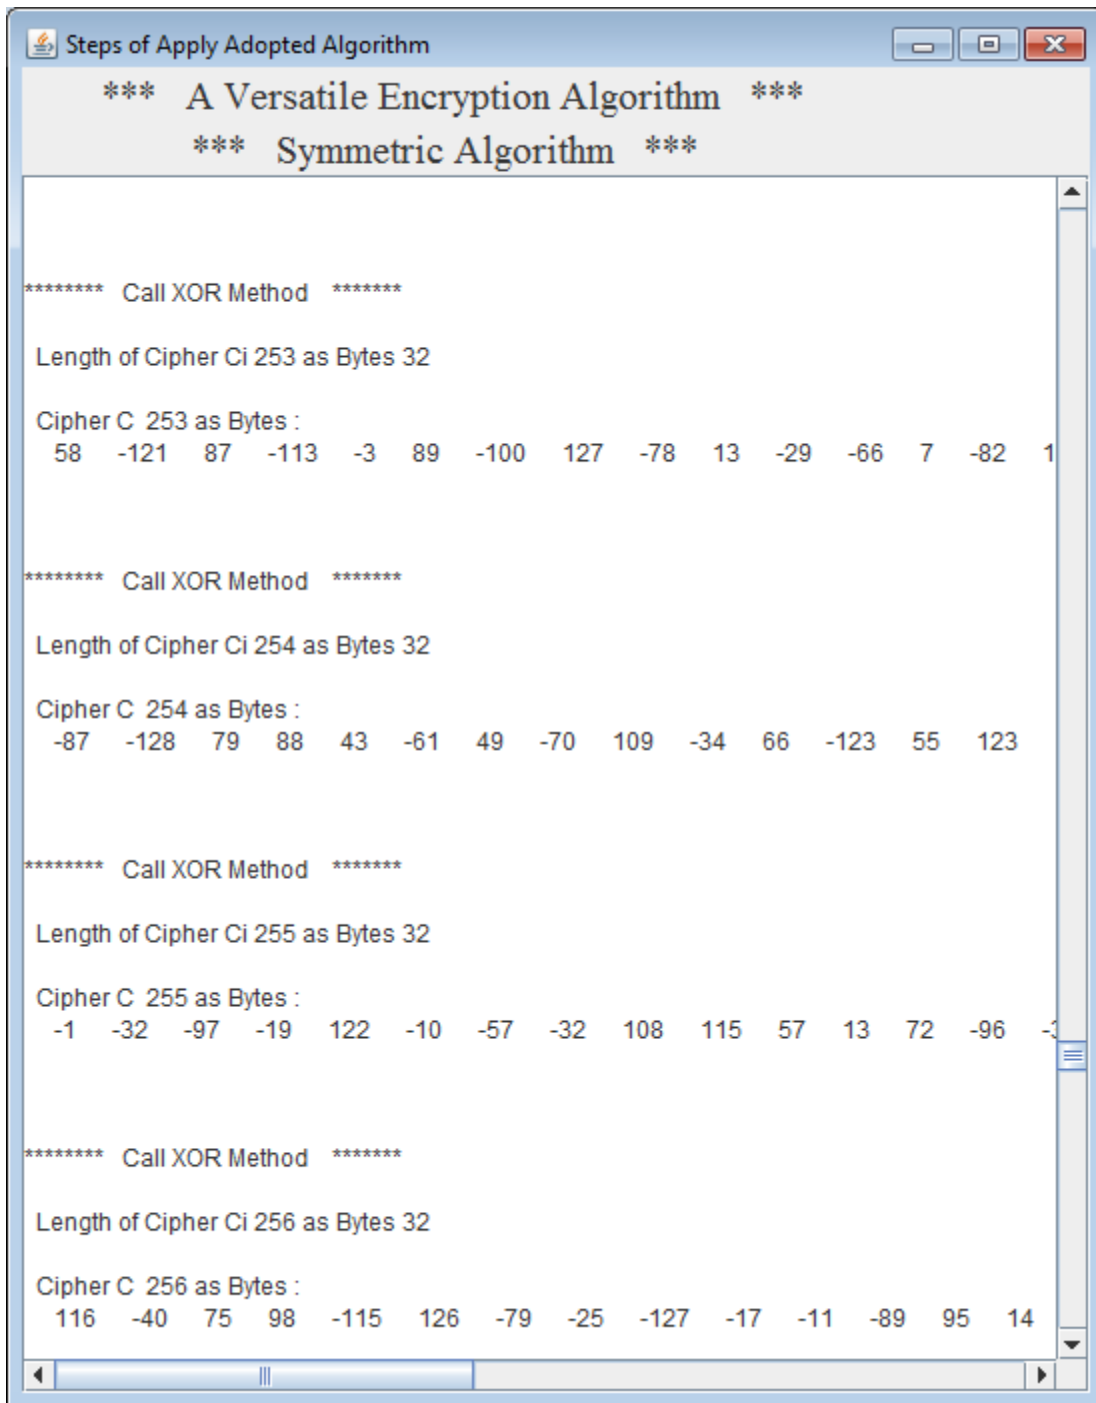 Steps of Apply Adopted Algorithm
*** A Versatile Encryption Algorithm ***
*** Symmetric Algorithm ***
******** Call XOR Method *******
Length of Cipher Ci 253 as Bytes 32
Cipher C 253 as Bytes :
58 -121 87 -113 -3 89 -100 127 -78 13 -29 -66 7 -82
******** Call XOR Method *******
Length of Cipher Ci 254 as Bytes 32
Cipher C 254 as Bytes :
-87 -128 79 88 43 -61 49 -70 109 -34 66 -123 55 123
******** Call XOR Method *******
Length of Cipher Ci 255 as Bytes 32
Cipher C 255 as Bytes :
-1 -32 -97 -19 122 -10 -57 -32 108 115 57 13 72 -96
******** Call XOR Method *******
Length of Cipher Ci 256 as Bytes 32
Cipher C 256 as Bytes :
116 -40 75 98 -115 126 -79 -25 -127 -17 -11 -89 95 14